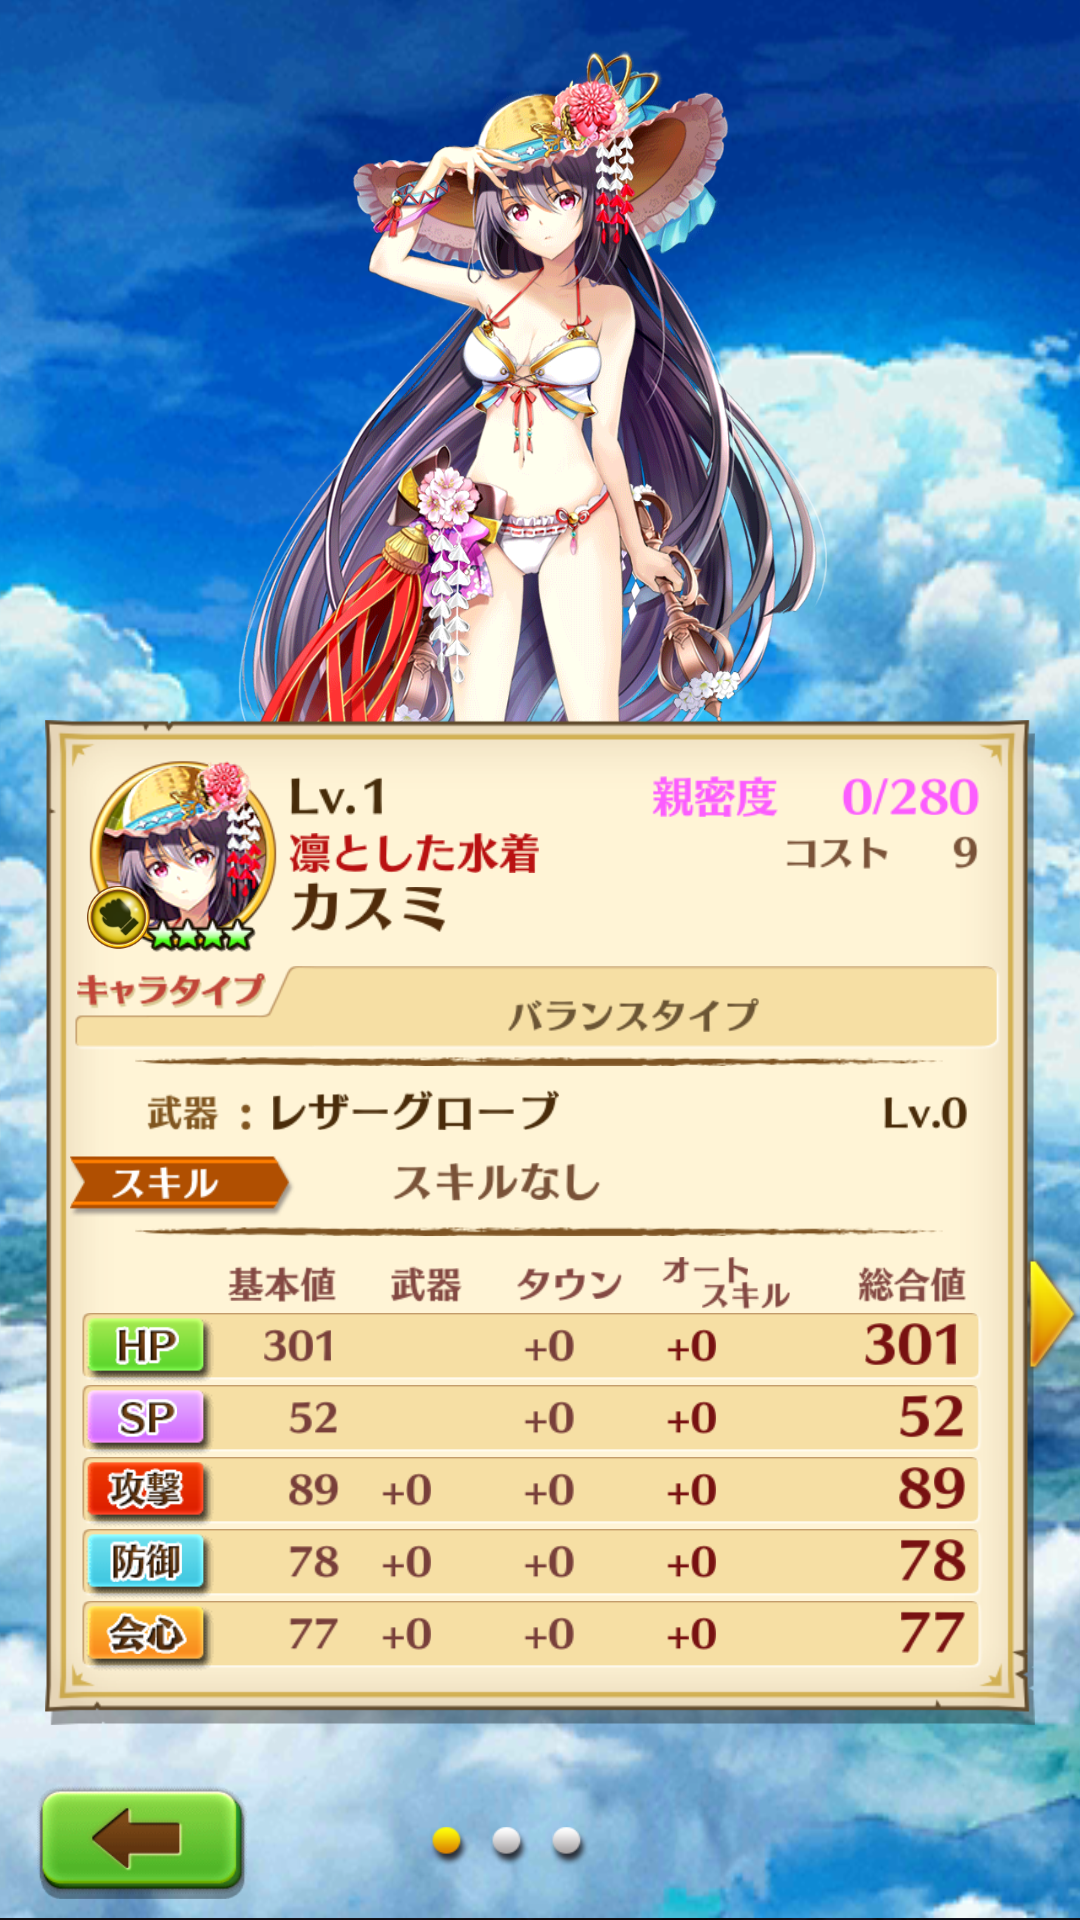 Lv.1 親密度 0/280
凛とした水着 コスト 9
カスミ
キャラタイプ
バランスタイプ
武器 : レザーグローブ Lv.0
スキル スキルなし
基本値 武器 タウン オートスキル 総合値
HP 301 +0 +0 301
SP 52 +0 +0 52
攻撃 89 +0 +0 +0 89
防御 78 +0 +0 +0 78
会心 77 +0 +0 +0 77